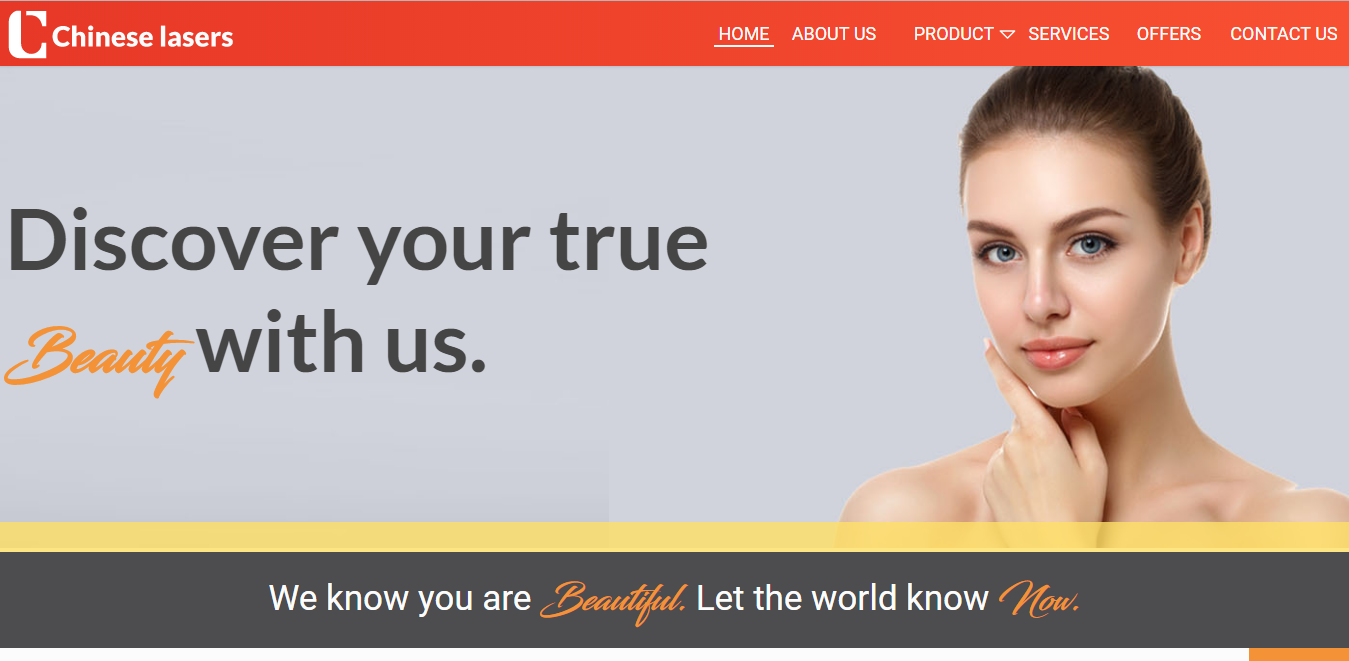 Chinese lasers
HOME ABOUT US PRODUCT SERVICES OFFERS CONTACT US
Discover your true
Beauty with us.
We know you are Beautiful. Let the world know Now.